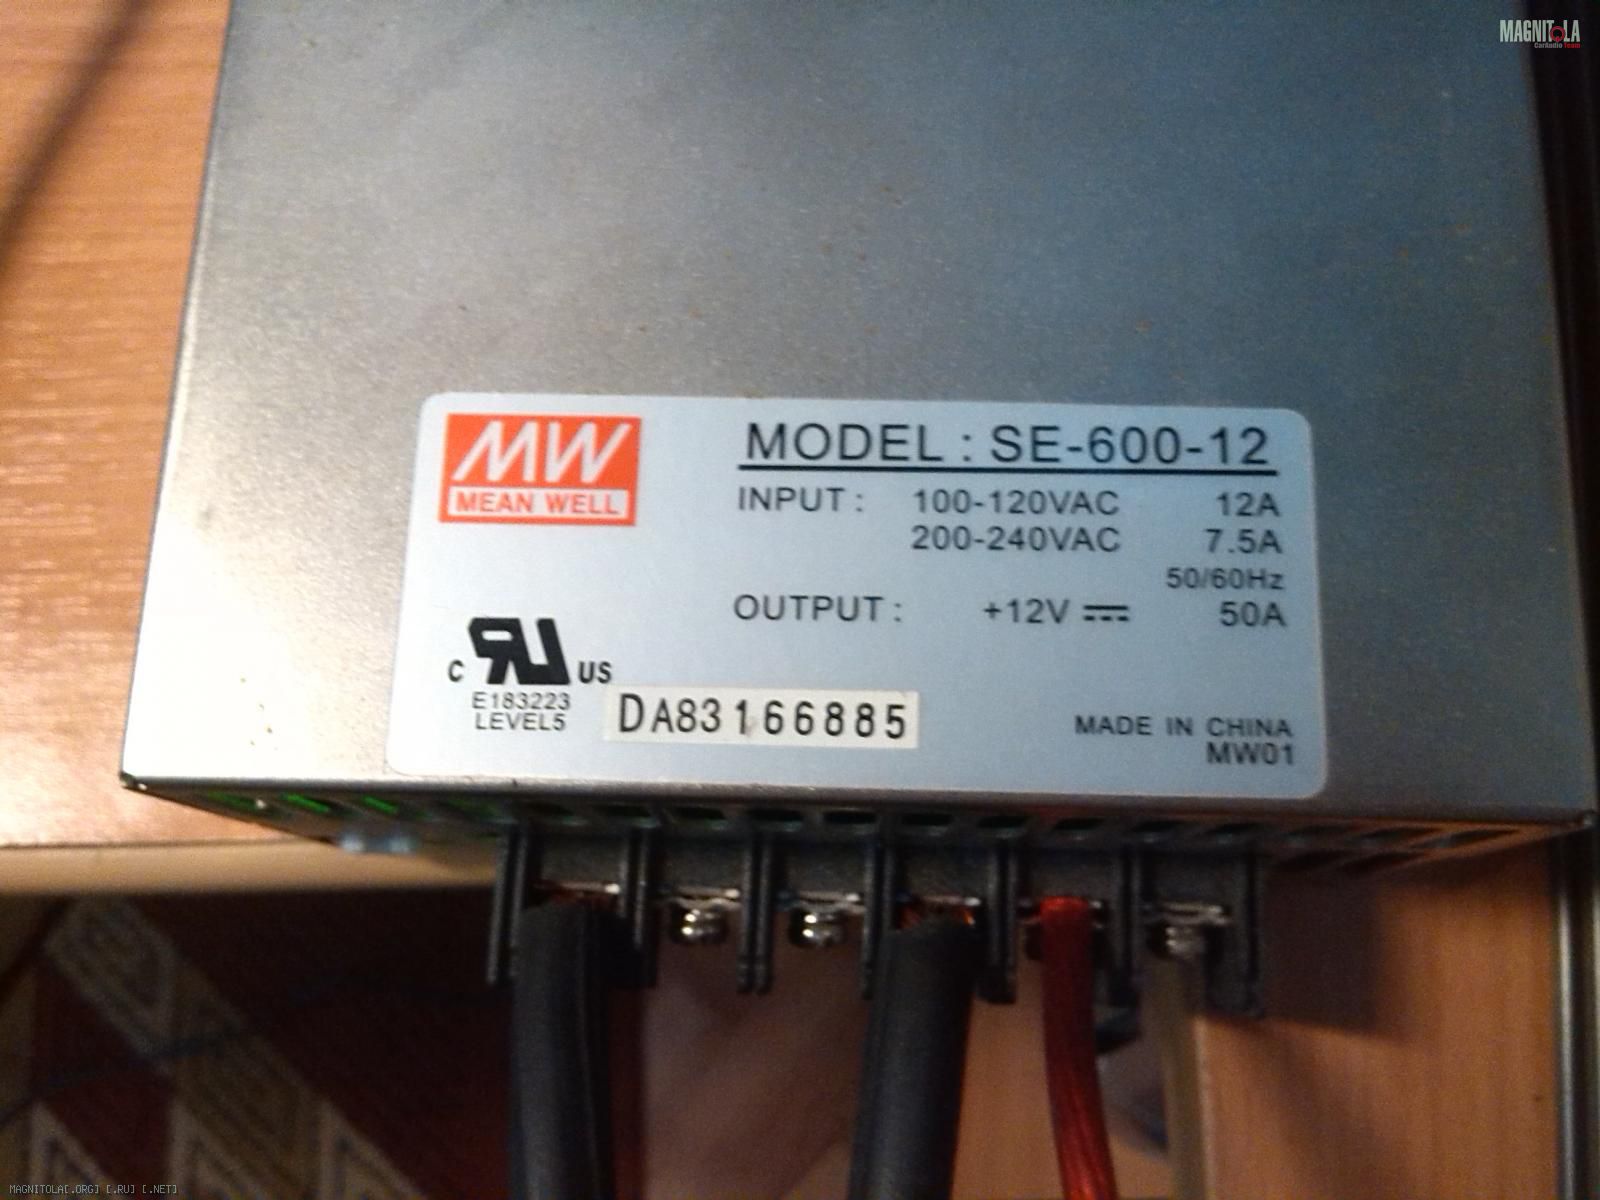 MAGNITOLA
CarAudio Team
MW
MEAN WELL
MODEL : SE-600-12
INPUT : 100-120VAC 12A
200-240VAC 7.5A
50/60Hz
OUTPUT : +12V 50A
C RU US
E183223
LEVEL5
DA83166885
MADE IN CHINA
MW01
MAGNITOLA[.ORG] [.RU] [.NET]